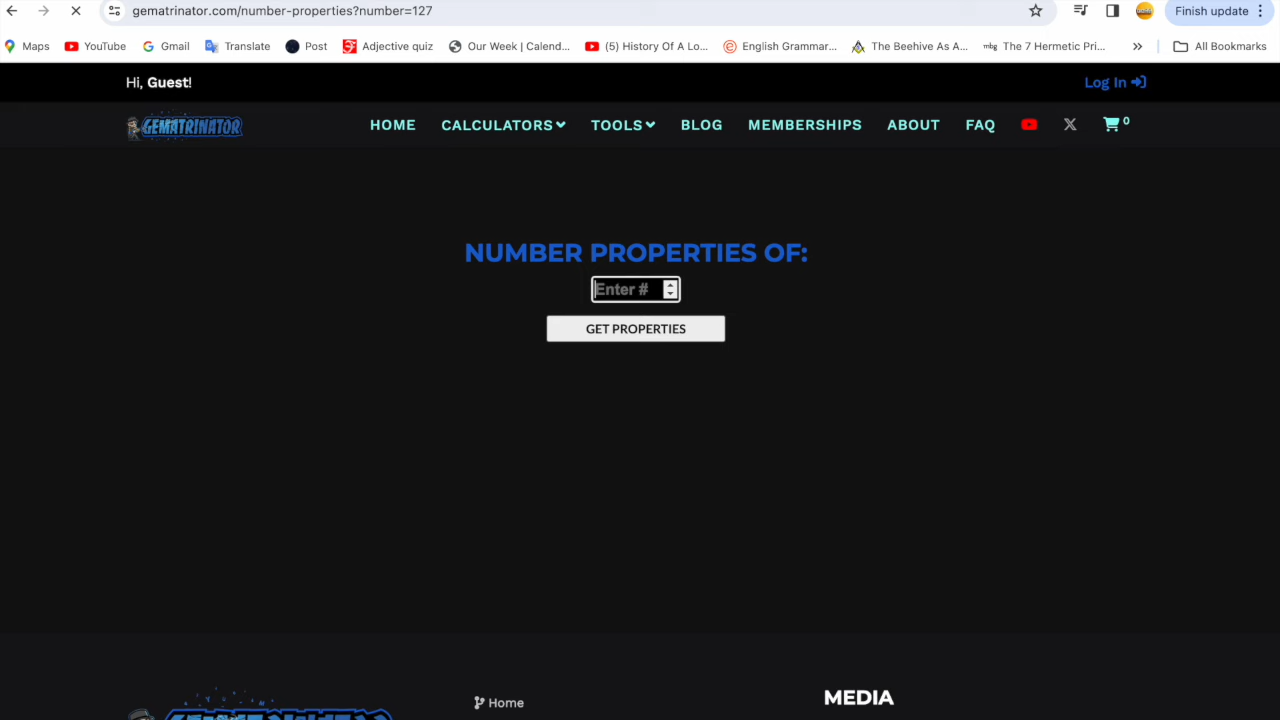 gematrinator.com/number-properties?number=127
Finish update
Maps YouTube Gmail Translate Post Adjective quiz Our Week | Calend... (5) History Of A Lo... English Grammar... The Beehive As A... mbg The 7 Hermetic Pri... All Bookmarks
Hi, Guest!
Log In
GEMATRINATOR
HOME CALCULATORS TOOLS BLOG MEMBERSHIPS ABOUT FAQ 0
NUMBER PROPERTIES OF:
Enter #
GET PROPERTIES
GEMATRINATOR
Home
MEDIA